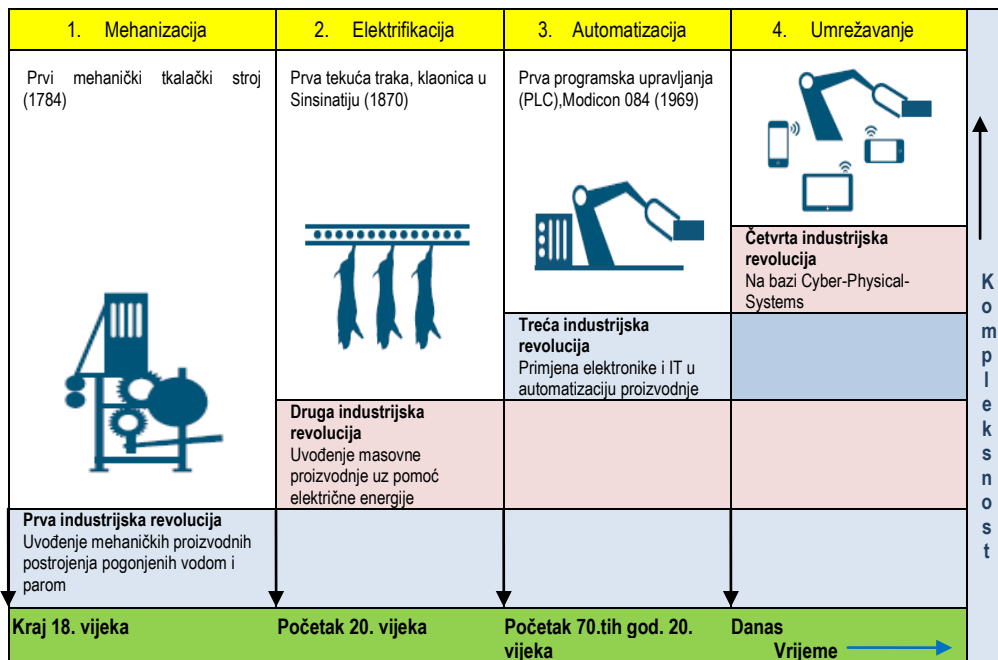 1. Mehanizacija
2. Elektrifikacija
3. Automatizacija
4. Umrežavanje
Prvi mehanički tkalački stroj
(1784)
Prva tekuća traka, klaonica u
Sinsinatiju (1870)
Prva programska upravljanja
(PLC),Modicon 084 (1969)
Četvrta industrijska
revolucija
Na bazi Cyber-Physical-
Systems
Treća industrijska
revolucija
Primjena elektronike i IT u
automatizaciju proizvodnje
Druga industrijska
revolucija
Uvođenje masovne
proizvodnje uz pomoć
električne energije
Prva industrijska revolucija
Uvođenje mehaničkih proizvodnih
postrojenja pogonjenih vodom i
parom
Kraj 18. vijeka
Početak 20. vijeka
Početak 70.tih god. 20.
vijeka
Danas
Vrijeme
K
o
m
p
l
e
k
s
n
o
s
t